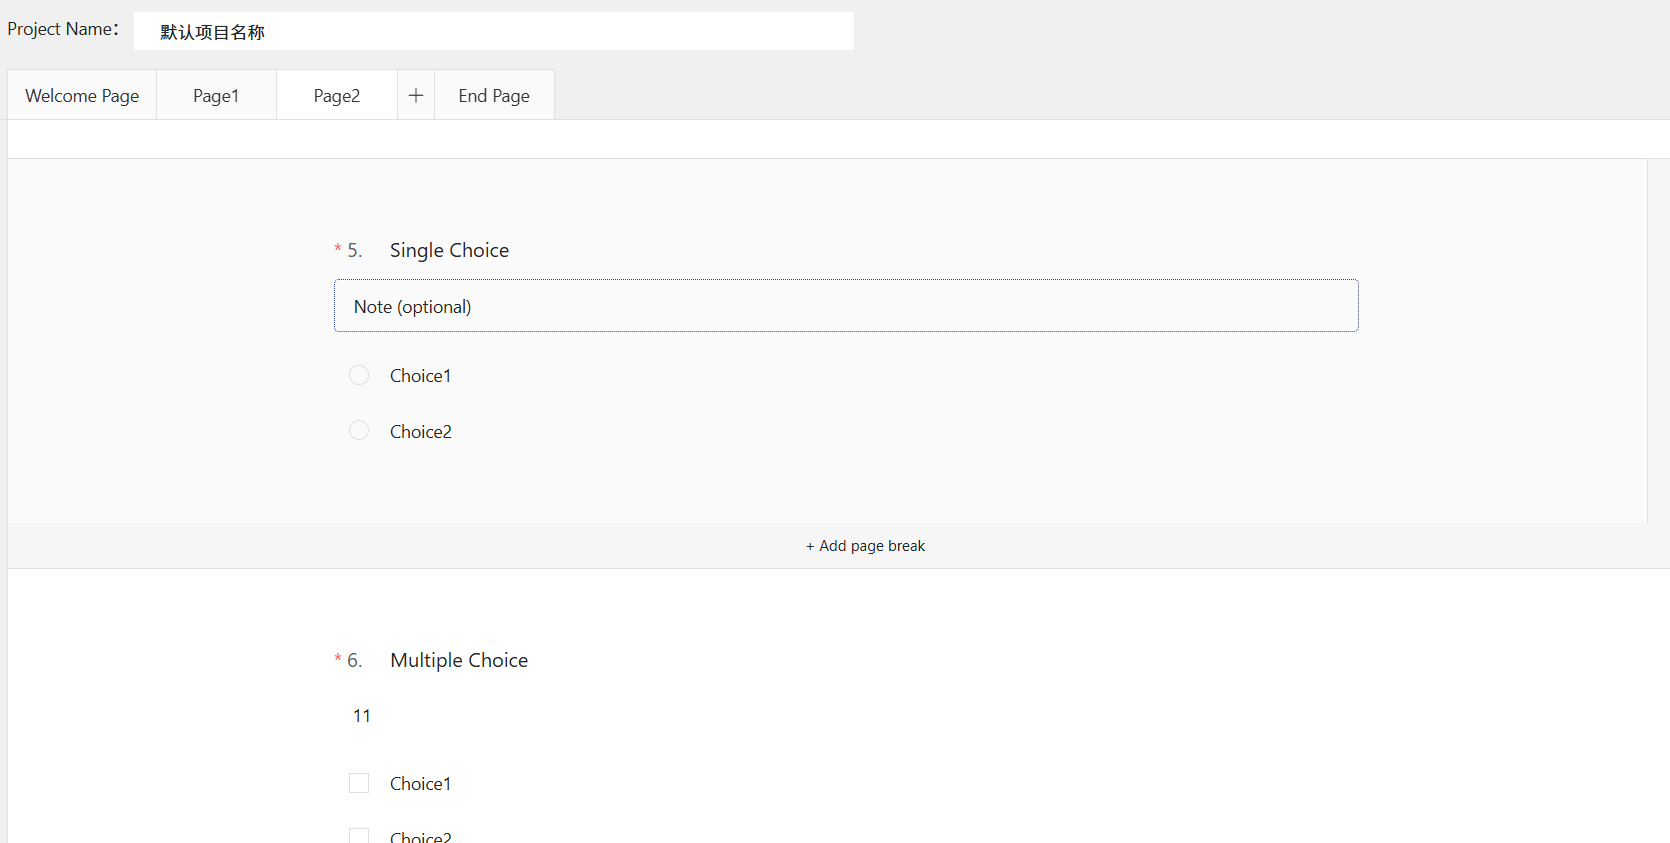 Project Name：  默认项目名称
Welcome Page  Page1  Page2  +  End Page
* 5.  Single Choice
Note (optional)
Choice1
Choice2
+ Add page break
* 6.  Multiple Choice
11
Choice1
Choice2